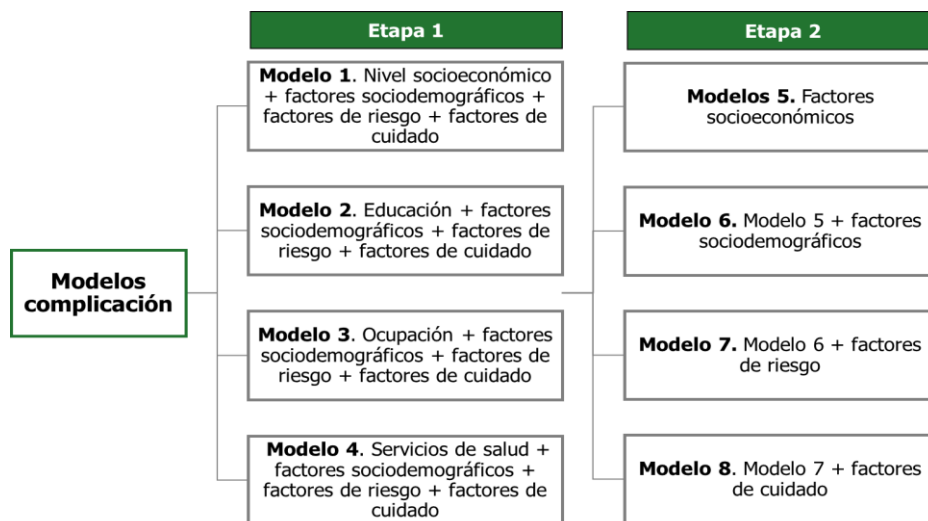 Etapa 1
Etapa 2
Modelo 1. Nivel socioeconómico
+ factores sociodemográficos +
factores de riesgo + factores de
cuidado
Modelo 2. Educación + factores
sociodemográficos + factores de
riesgo + factores de cuidado
Modelo 3. Ocupación + factores
sociodemográficos + factores de
riesgo + factores de cuidado
Modelo 4. Servicios de salud +
factores sociodemográficos +
factores de riesgo + factores de
cuidado
Modelos
complicación
Modelos 5. Factores
socioeconómicos
Modelo 6. Modelo 5 + factores
sociodemográficos
Modelo 7. Modelo 6 + factores
de riesgo
Modelo 8. Modelo 7 + factores
de cuidado